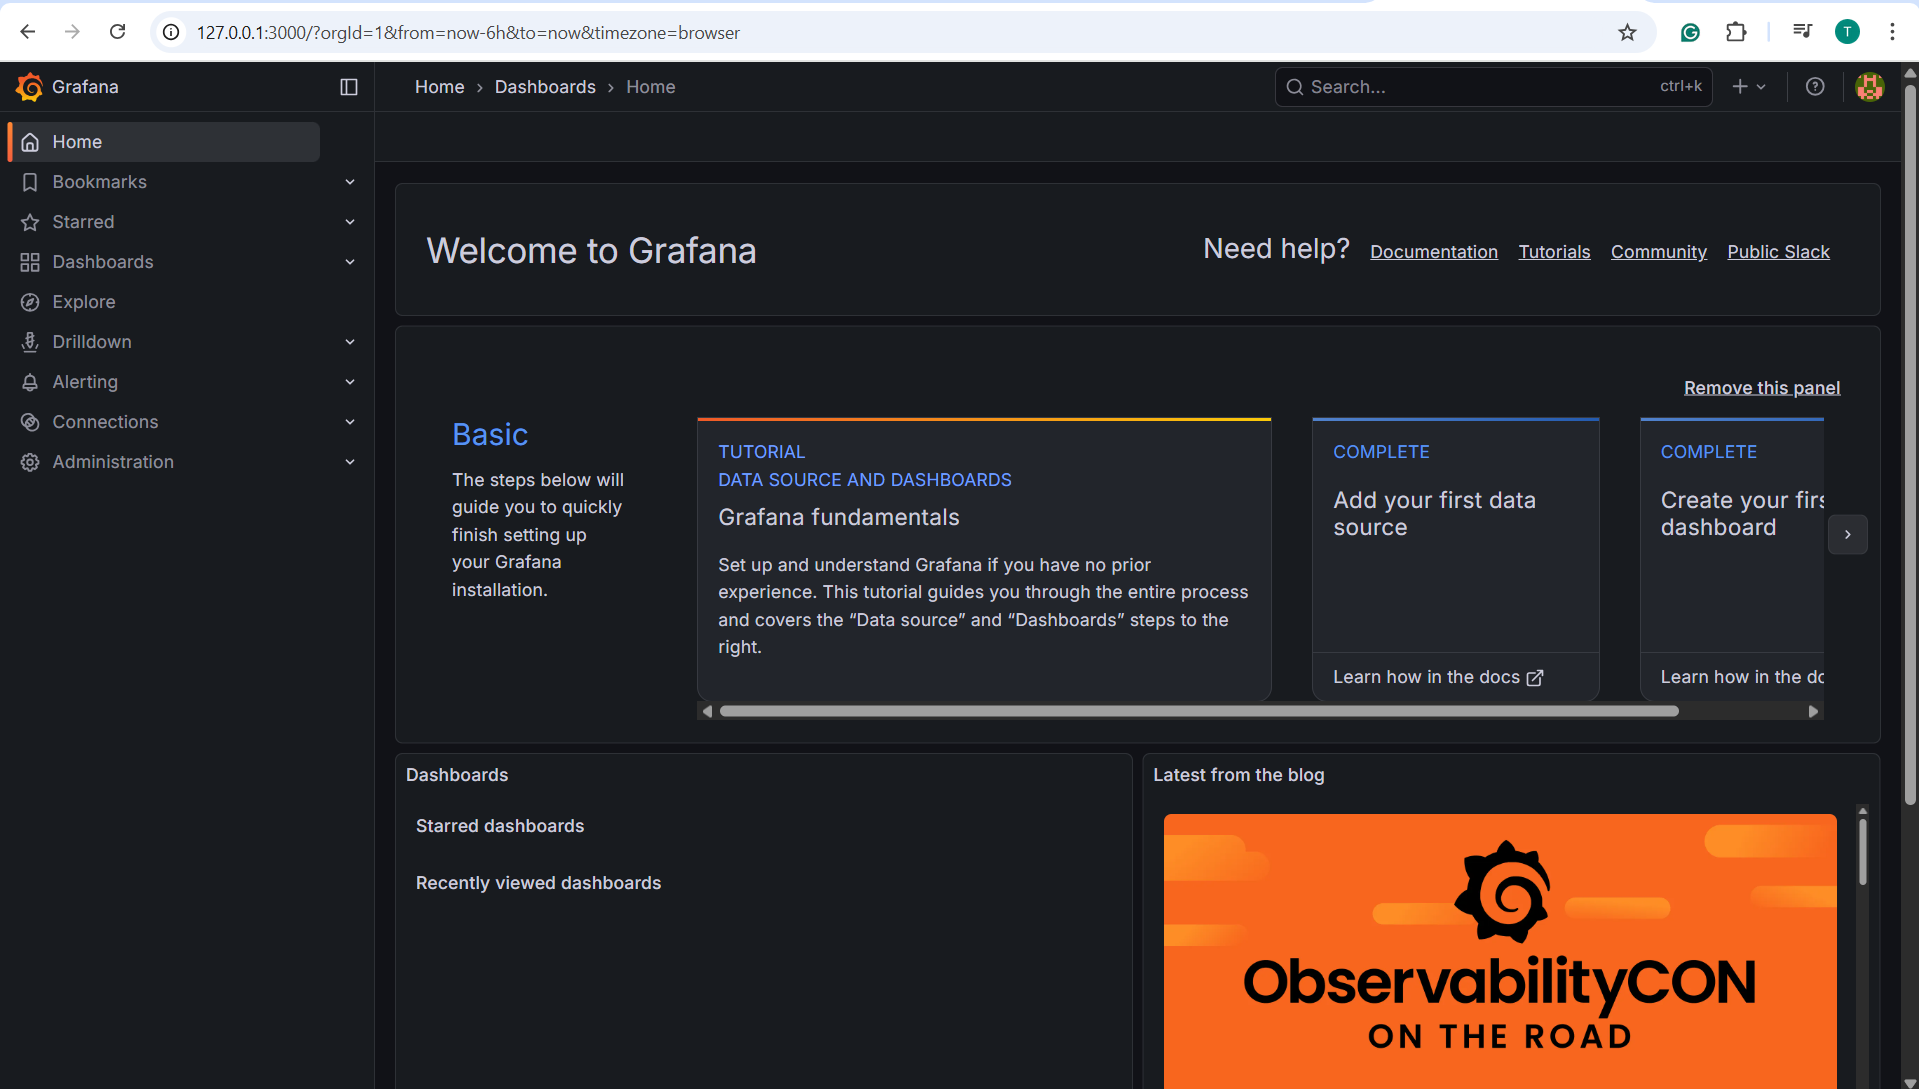 127.0.0.1:3000/?orgId=1&from=now-6h&to=now&timezone=browser
T
Grafana
Home › Dashboards › Home
Search...
ctrl+k
Home
Bookmarks
Starred
Dashboards
Explore
Drilldown
Alerting
Connections
Administration
Welcome to Grafana
Need help? Documentation Tutorials Community Public Slack
Remove this panel
Basic
The steps below will
guide you to quickly
finish setting up
your Grafana
installation.
TUTORIAL
DATA SOURCE AND DASHBOARDS
Grafana fundamentals
Set up and understand Grafana if you have no prior
experience. This tutorial guides you through the entire process
and covers the “Data source” and “Dashboards” steps to the
right.
COMPLETE
Add your first data
source
Learn how in the docs
COMPLETE
Create your firs
dashboard
Learn how in the do
Dashboards
Starred dashboards
Recently viewed dashboards
Latest from the blog
ObservabilityCON
ON THE ROAD